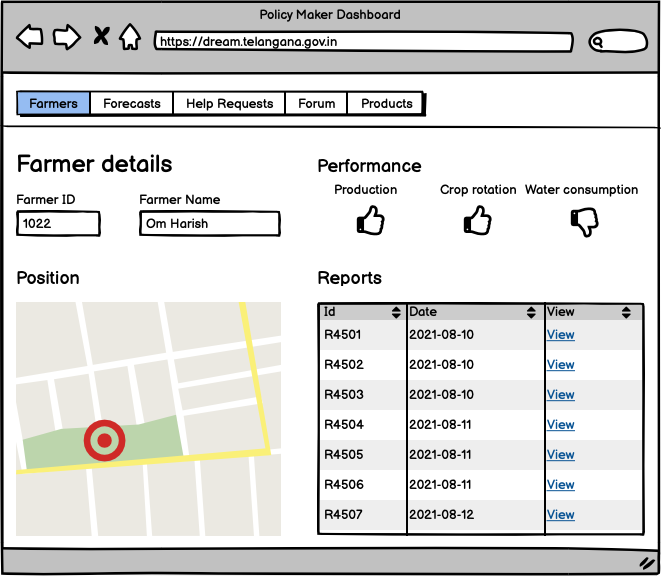 Policy Maker Dashboard
https://dream.telangana.gov.in
Farmers Forecasts Help Requests Forum Products
Farmer details
Farmer ID Farmer Name
1022 Om Harish
Performance
Production Crop rotation Water consumption
Position
Reports
Id Date View
R4501 2021-08-10 View
R4502 2021-08-10 View
R4503 2021-08-10 View
R4504 2021-08-11 View
R4505 2021-08-11 View
R4506 2021-08-11 View
R4507 2021-08-12 View